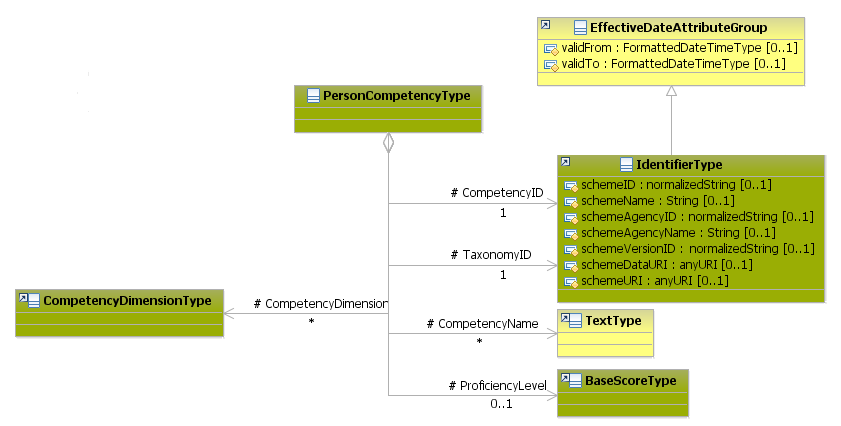 EffectiveDateAttributeGroup
validFrom : FormattedDateTimeType [0..1]
validTo : FormattedDateTimeType [0..1]
PersonCompetencyType
IdentifierType
schemeID : normalizedString [0..1]
schemeName : String [0..1]
schemeAgencyID : normalizedString [0..1]
schemeAgencyName : String [0..1]
schemeVersionID : normalizedString [0..1]
schemeDataURI : anyURI [0..1]
schemeURI : anyURI [0..1]
# CompetencyID
1
# TaxonomyID
1
CompetencyDimensionType
# CompetencyDimension
*
# CompetencyName
*
TextType
# ProficiencyLevel
0..1
BaseScoreType